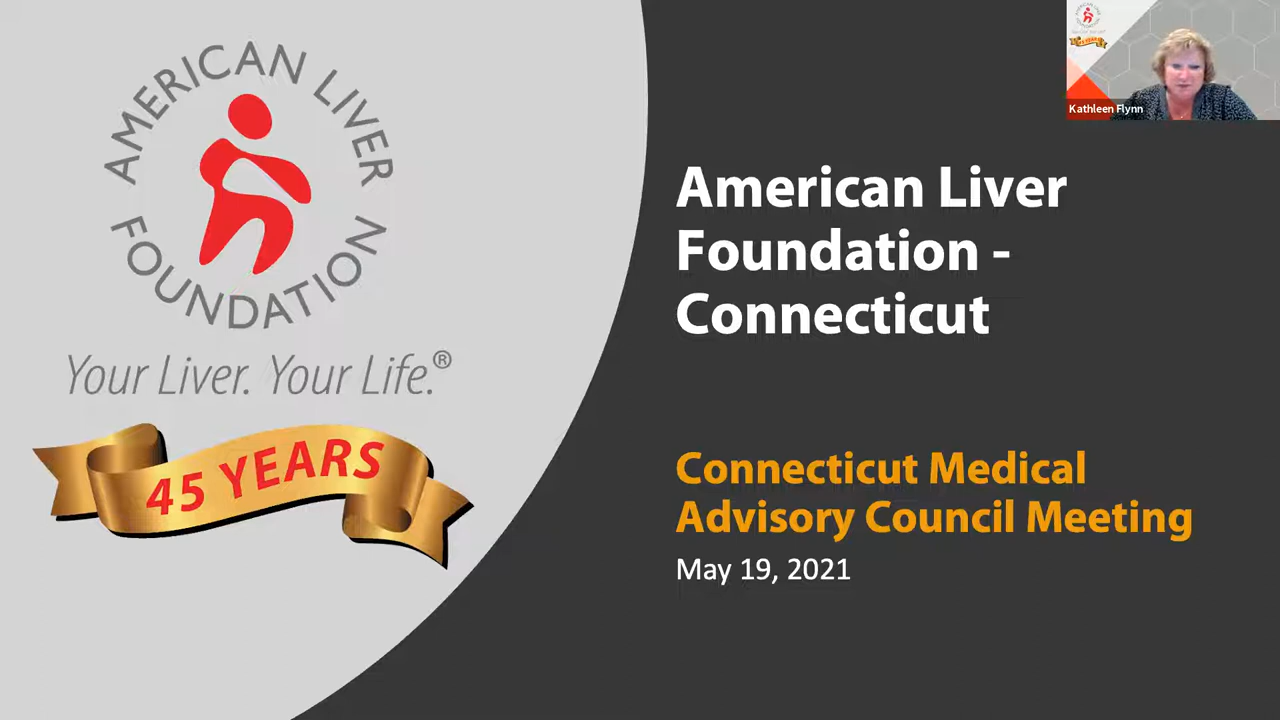 AMERICAN LIVER
FOUNDATION
Your Liver. Your Life.®
45 YEARS
American Liver
Foundation -
Connecticut
Connecticut Medical
Advisory Council Meeting
May 19, 2021
Kathleen Flynn